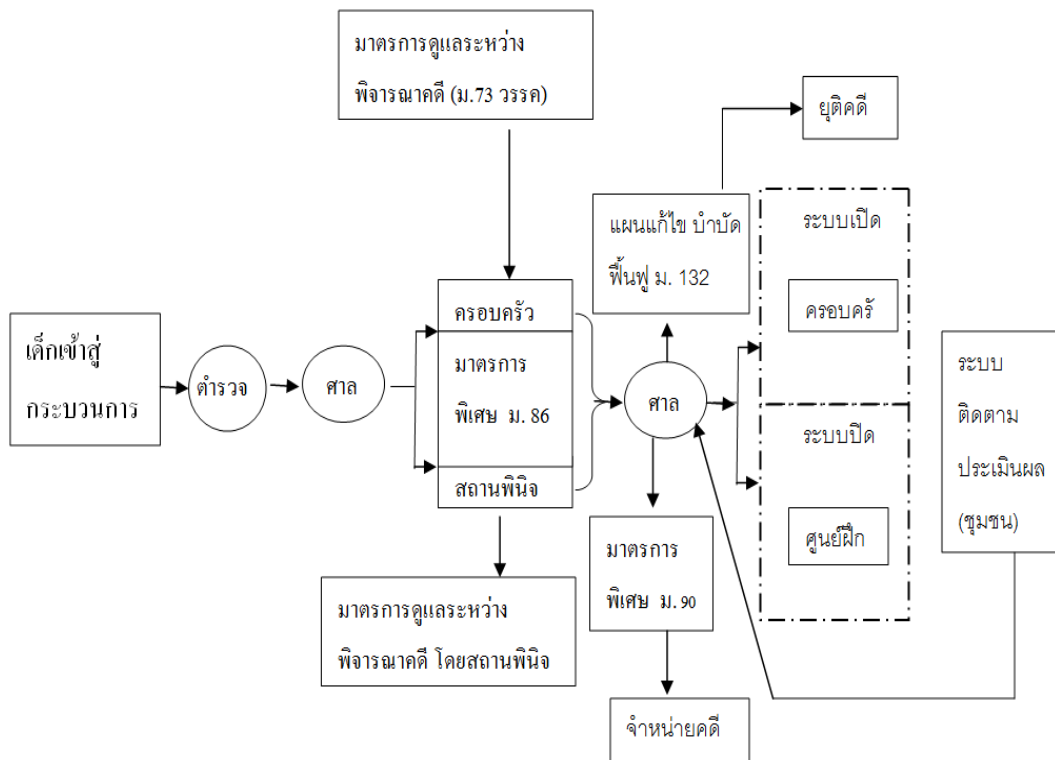 มาตรการดูแลระหว่าง
พิจารณาคดี (ม.73 วรรค)
ยุติคดี
แผนแก้ไข บำบัด
ฟื้นฟู ม. 132
ระบบเปิด
ครอบครั
เด็กเข้าสู่
กระบวนการ
ตำรวจ
ศาล
ครอบครัว
มาตรการ
พิเศษ ม. 86
สถานพินิจ
ศาล
ระบบปิด
ศูนย์ฝึก
ระบบ
ติดตาม
ประเมินผล
(ชุมชน)
มาตรการดูแลระหว่าง
พิจารณาคดี โดยสถานพินิจ
มาตรการ
พิเศษ ม. 90
จำหน่ายคดี